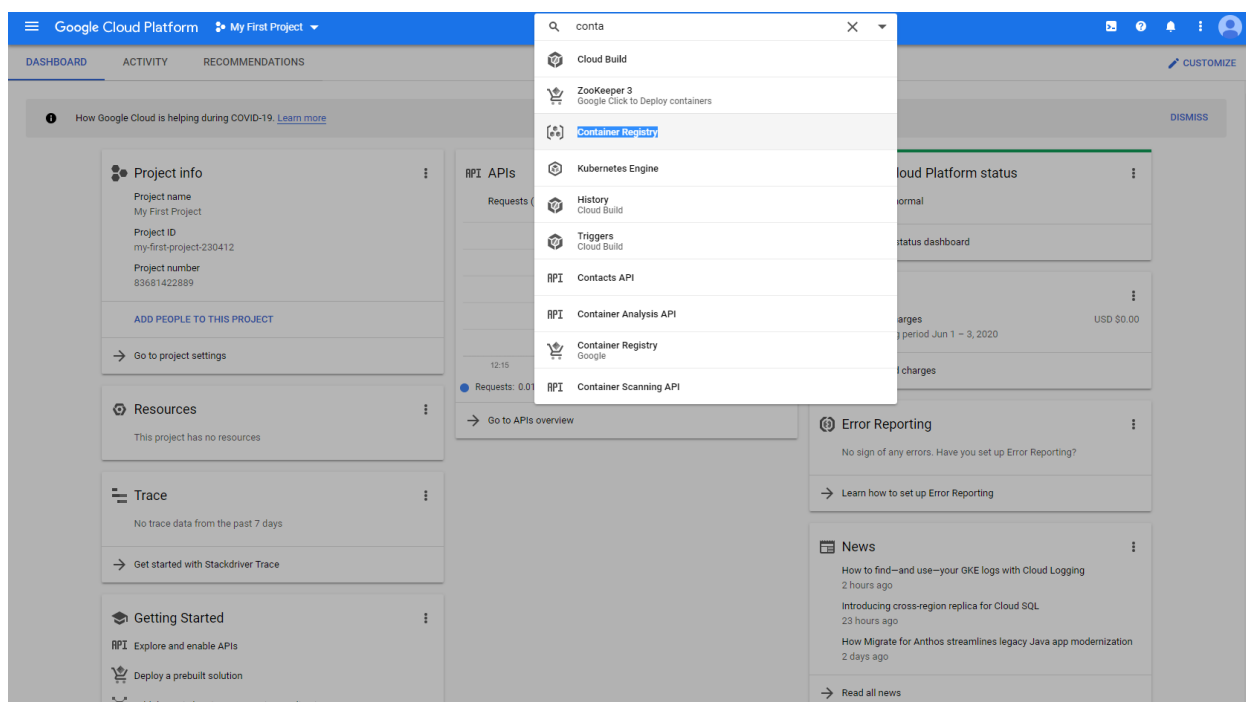 Google Cloud Platform My First Project
conta
DASHBOARD ACTIVITY RECOMMENDATIONS
CUSTOMIZE
How Google Cloud is helping during COVID-19. Learn more
DISMISS
Cloud Build
ZooKeeper 3
Google Click to Deploy containers
Container Registry
Kubernetes Engine
History
Cloud Build
Triggers
Cloud Build
API Contacts API
API Container Analysis API
Container Registry
Google
API Container Scanning API
Project info
Project name
My First Project
Project ID
my-first-project-230412
Project number
83681422889
ADD PEOPLE TO THIS PROJECT
Go to project settings
Resources
This project has no resources
Trace
No trace data from the past 7 days
Get started with Stackdriver Trace
Getting Started
API Explore and enable APIs
Deploy a prebuilt solution
API APIs
Requests (
12:15
Requests: 0.01
Go to APIs overview
loud Platform status
ormal
status dashboard
arges
USD $0.00
period Jun 1 – 3, 2020
charges
Error Reporting
No sign of any errors. Have you set up Error Reporting?
Learn how to set up Error Reporting
News
How to find—and use—your GKE logs with Cloud Logging
2 hours ago
Introducing cross-region replica for Cloud SQL
23 hours ago
How Migrate for Anthos streamlines legacy Java app modernization
2 days ago
Read all news